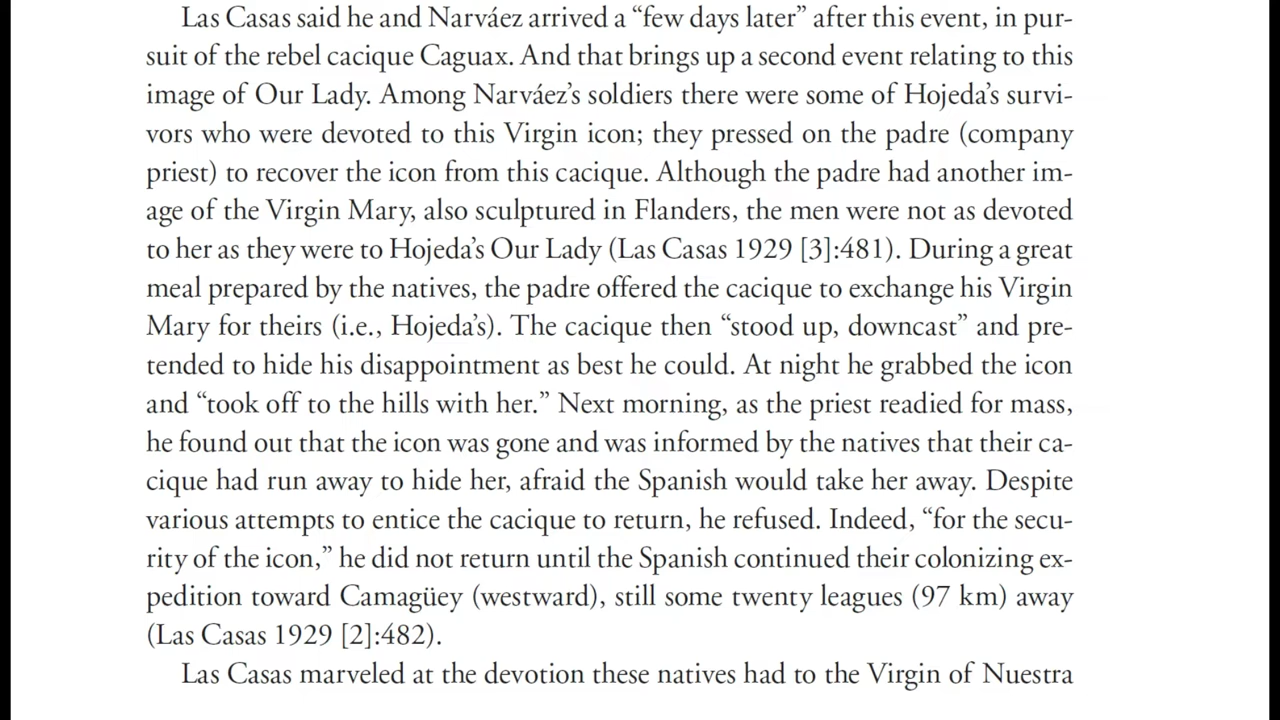 Las Casas said he and Narváez arrived a “few days later” after this event, in pur-
suit of the rebel cacique Caguax. And that brings up a second event relating to this
image of Our Lady. Among Narváez’s soldiers there were some of Hojeda’s survi-
vors who were devoted to this Virgin icon; they pressed on the padre (company
priest) to recover the icon from this cacique. Although the padre had another im-
age of the Virgin Mary, also sculptured in Flanders, the men were not as devoted
to her as they were to Hojeda’s Our Lady (Las Casas 1929 [3]:481). During a great
meal prepared by the natives, the padre offered the cacique to exchange his Virgin
Mary for theirs (i.e., Hojeda’s). The cacique then “stood up, downcast” and pre-
tended to hide his disappointment as best he could. At night he grabbed the icon
and “took off to the hills with her.” Next morning, as the priest readied for mass,
he found out that the icon was gone and was informed by the natives that their ca-
cique had run away to hide her, afraid the Spanish would take her away. Despite
various attempts to entice the cacique to return, he refused. Indeed, “for the secu-
rity of the icon,” he did not return until the Spanish continued their colonizing ex-
pedition toward Camagüey (westward), still some twenty leagues (97 km) away
(Las Casas 1929 [2]:482).
Las Casas marveled at the devotion these natives had to the Virgin of Nuestra